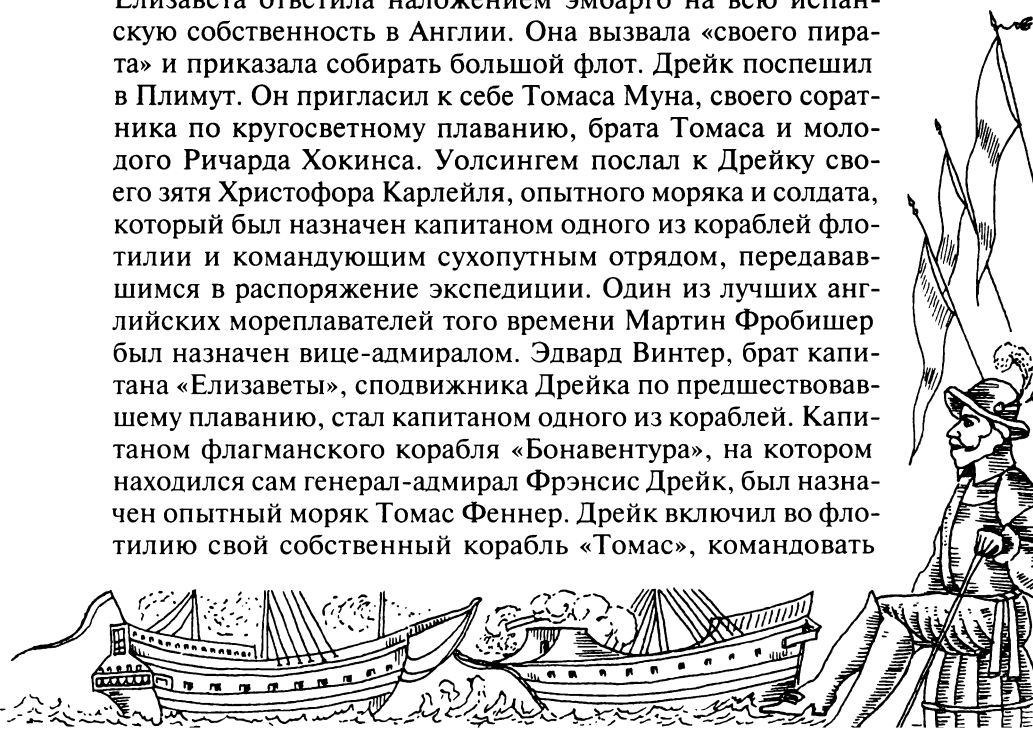 Елизавета ответила наложением эмбарго на всю испан-
скую собственность в Англии. Она вызвала «своего пира-
та» и приказала собирать большой флот. Дрейк поспешил
в Плимут. Он пригласил к себе Томаса Муна, своего сорат-
ника по кругосветному плаванию, брата Томаса и моло-
дого Ричарда Хокинса. Уолсингем послал к Дрейку сво-
его зятя Христофора Карлейля, опытного моряка и солдата,
который был назначен капитаном одного из кораблей фло-
тилии и командующим сухопутным отрядом, передавав-
шимся в распоряжение экспедиции. Один из лучших анг-
лийских мореплавателей того времени Мартин Фробишер
был назначен вице-адмиралом. Эдвард Винтер, брат капи-
тана «Елизаветы», сподвижника Дрейка по предшествовав-
шему плаванию, стал капитаном одного из кораблей. Капи-
таном флагманского корабля «Бонавентура», на котором
находился сам генерал-адмирал Фрэнсис Дрейк, был назна-
чен опытный моряк Томас Феннер. Дрейк включил во фло-
тилию свой собственный корабль «Томас», командовать